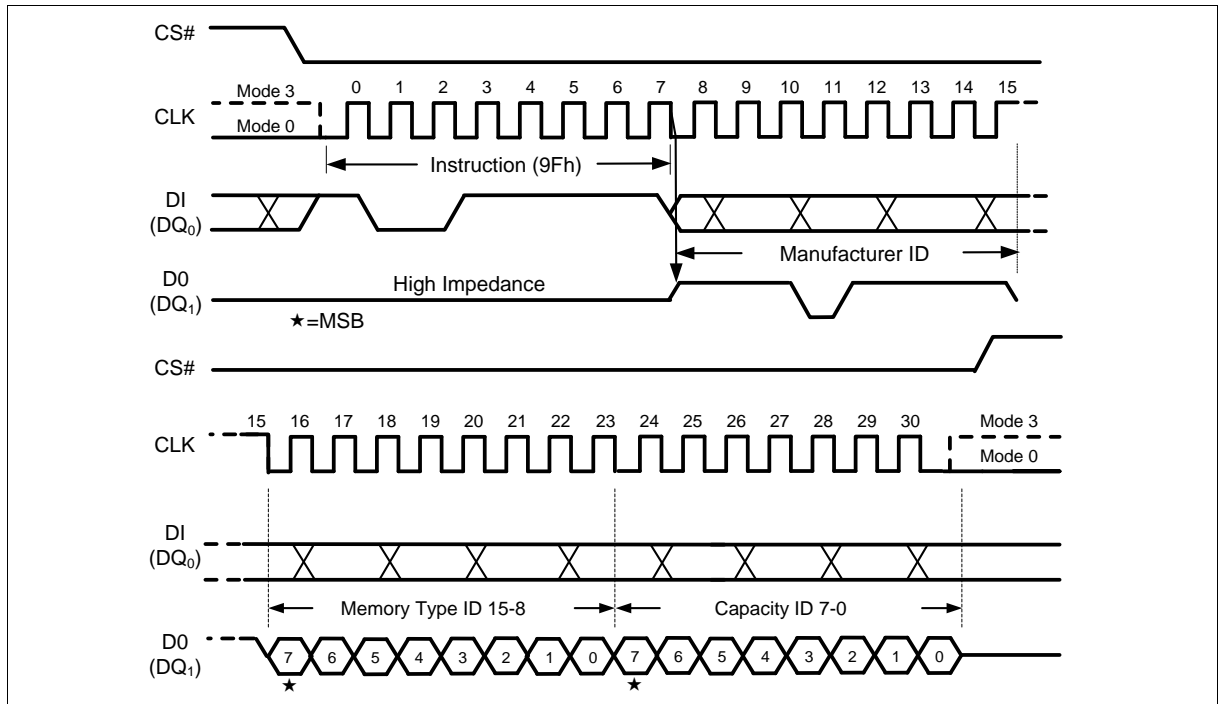 CS#
Mode 3
0 1 2 3 4 5 6 7 8 9 10 11 12 13 14 15
CLK
Mode 0
Instruction (9Fh)
DI
(DQ0)
Manufacturer ID
D0
(DQ1)
High Impedance
★=MSB
CS#
15 16 17 18 19 20 21 22 23 24 25 26 27 28 29 30
Mode 3
CLK
Mode 0
DI
(DQ0)
Memory Type ID 15-8
Capacity ID 7-0
D0
(DQ1)
7 6 5 4 3 2 1 0 7 6 5 4 3 2 1 0
★ ★